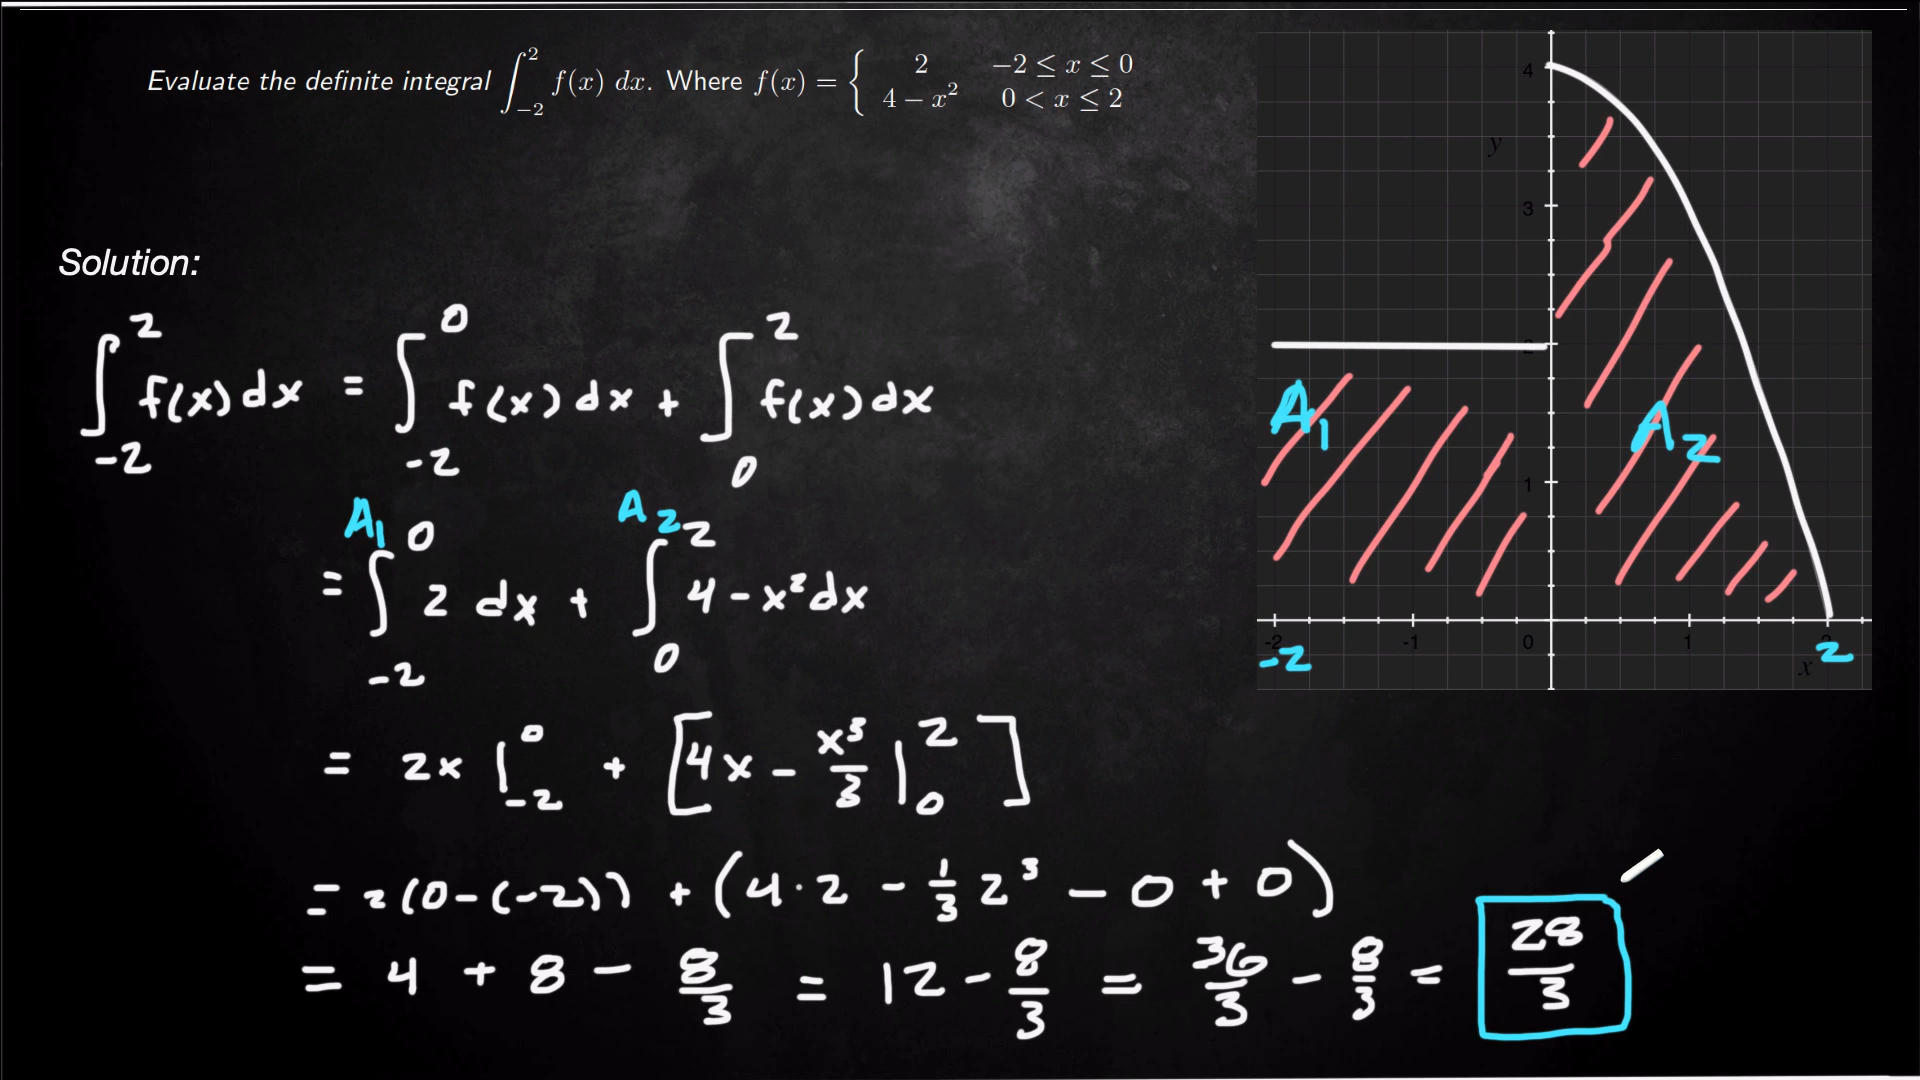 Evaluate the definite integral ∫_{-2}^{2} f(x) dx. Where f(x) = { 2   −2 ≤ x ≤ 0
4 − x²   0 < x ≤ 2
Solution:
∫_{-2}^{2} f(x) dx = ∫_{-2}^{0} f(x) dx + ∫_{0}^{2} f(x) dx
A₁ A₂
= ∫_{-2}^{0} 2 dx + ∫_{0}^{2} 4 - x² dx
= 2x |_{-2}^{0} + [4x - x³/3 |_{0}^{2}]
= 2(0-(-2)) + (4·2 - 1/3 2³ - 0 + 0)
= 4 + 8 - 8/3 = 12 - 8/3 = 36/3 - 8/3 = 28/3
4
y
3
2
A₁ A₂
1
-2 -1 0 1 2
-2 x 2